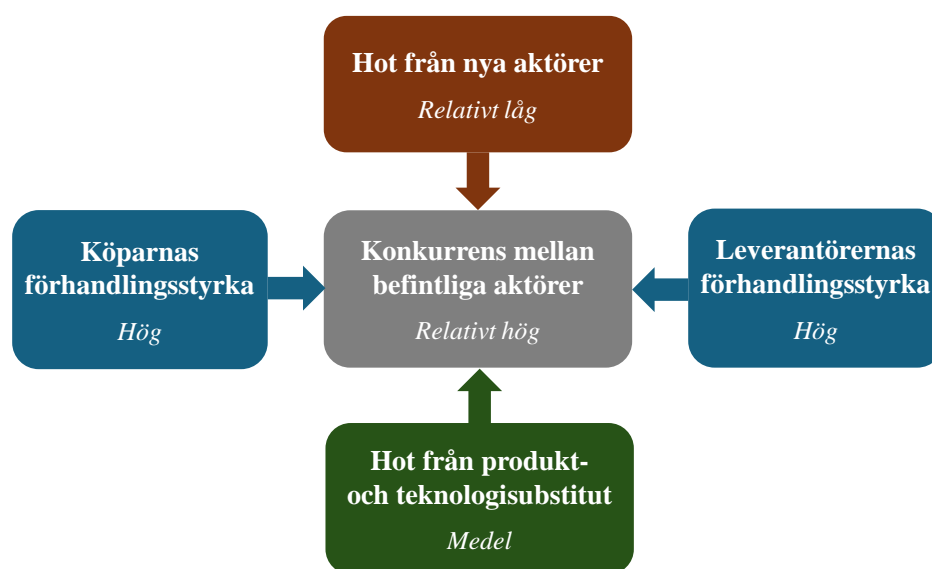 Hot från nya aktörer
Relativt låg
Köparnas
förhandlingsstyrka
Hög
Konkurrens mellan
befintliga aktörer
Relativt hög
Leverantörernas
förhandlingsstyrka
Hög
Hot från produkt-
och teknologisubstitut
Medel